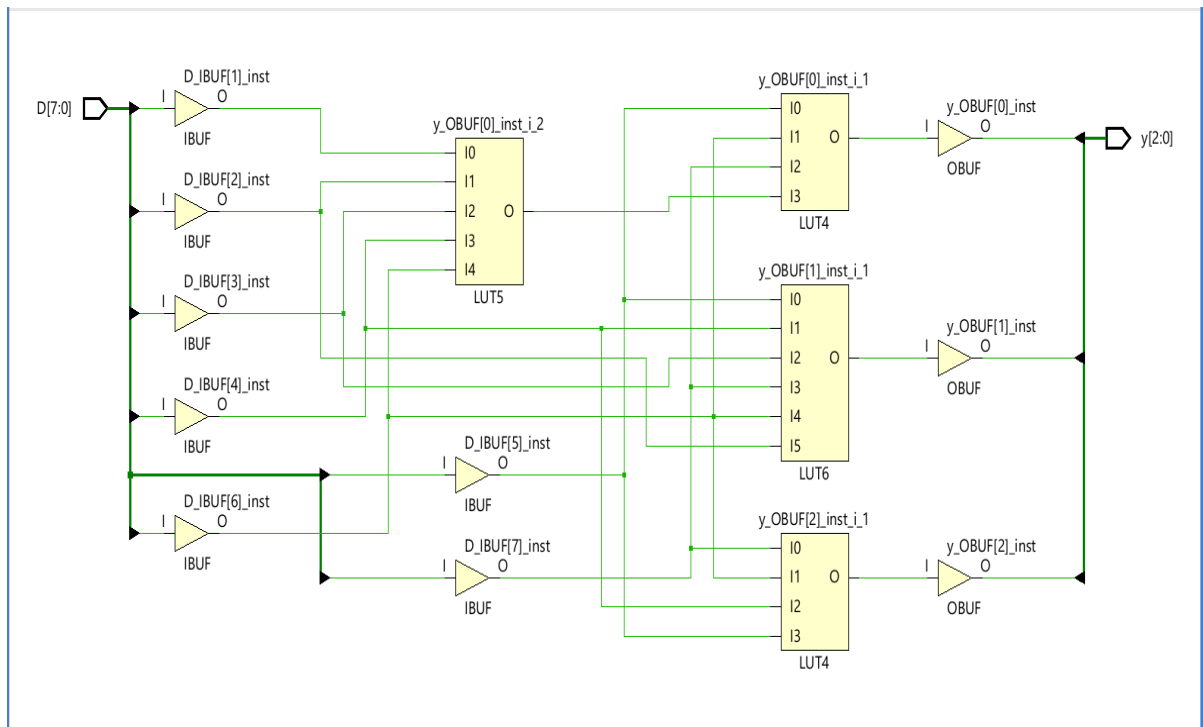 D[7:0]
D_IBUF[1]_inst
I
O
IBUF
D_IBUF[2]_inst
I
O
IBUF
D_IBUF[3]_inst
I
O
IBUF
D_IBUF[4]_inst
I
O
IBUF
D_IBUF[6]_inst
I
O
IBUF
y_OBUF[0]_inst_i_2
I0
I1
I2
I3
I4
O
LUT5
D_IBUF[5]_inst
I
O
IBUF
D_IBUF[7]_inst
I
O
IBUF
y_OBUF[0]_inst_i_1
I0
I1
I2
I3
O
LUT4
y_OBUF[1]_inst_i_1
I0
I1
I2
I3
I4
I5
O
LUT6
y_OBUF[2]_inst_i_1
I0
I1
I2
I3
O
LUT4
y_OBUF[0]_inst
I
O
OBUF
y_OBUF[1]_inst
I
O
OBUF
y_OBUF[2]_inst
I
O
OBUF
y[2:0]